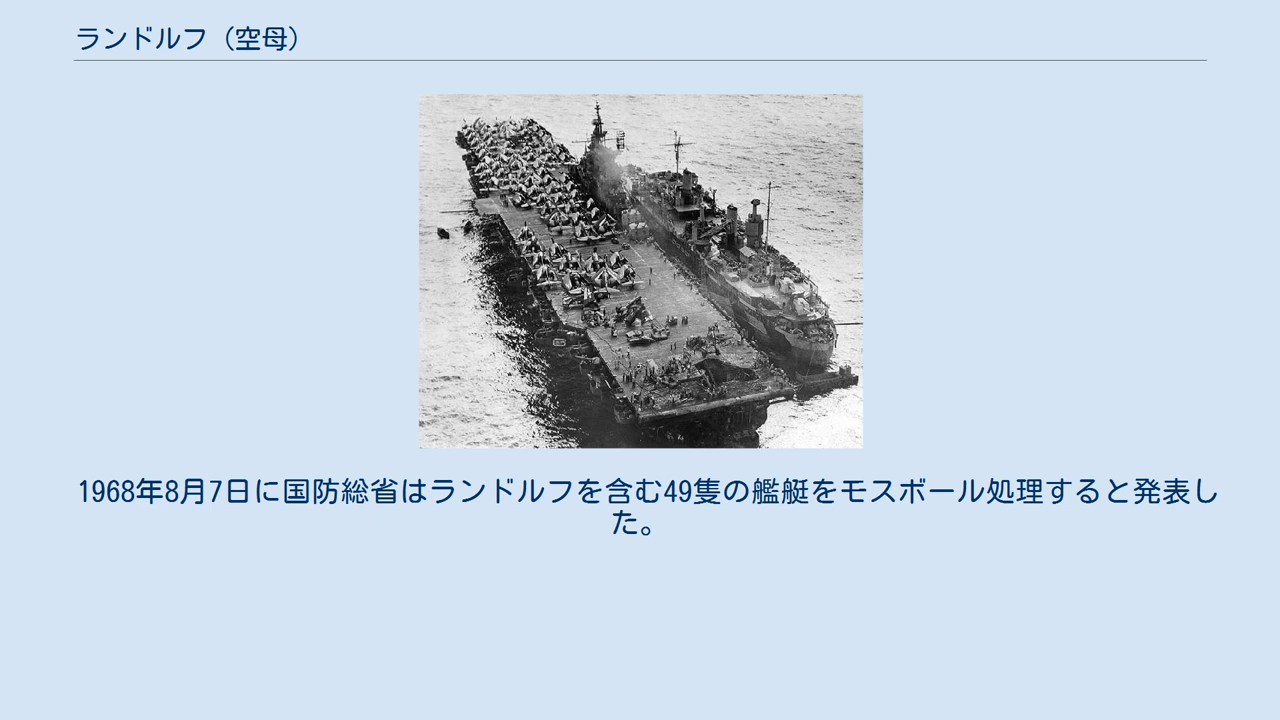 ランドルフ（空母）
1968年8月7日に国防総省はランドルフを含む49隻の艦艇をモスボール処理すると発表し
た。